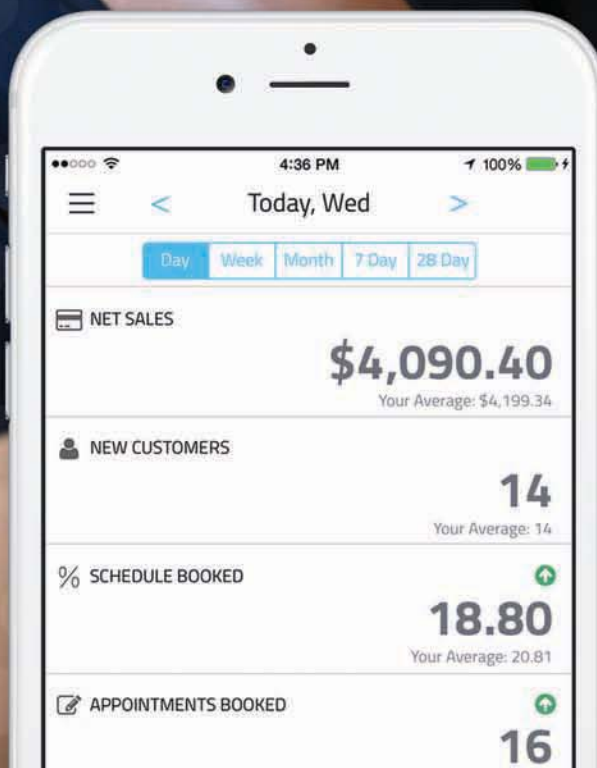 4:36 PM
100%
< Today, Wed >
Day Week Month 7 Day 28 Day
NET SALES
$4,090.40
Your Average: $4,199.34
NEW CUSTOMERS
14
Your Average: 14
% SCHEDULE BOOKED
18.80
Your Average: 20.81
APPOINTMENTS BOOKED
16